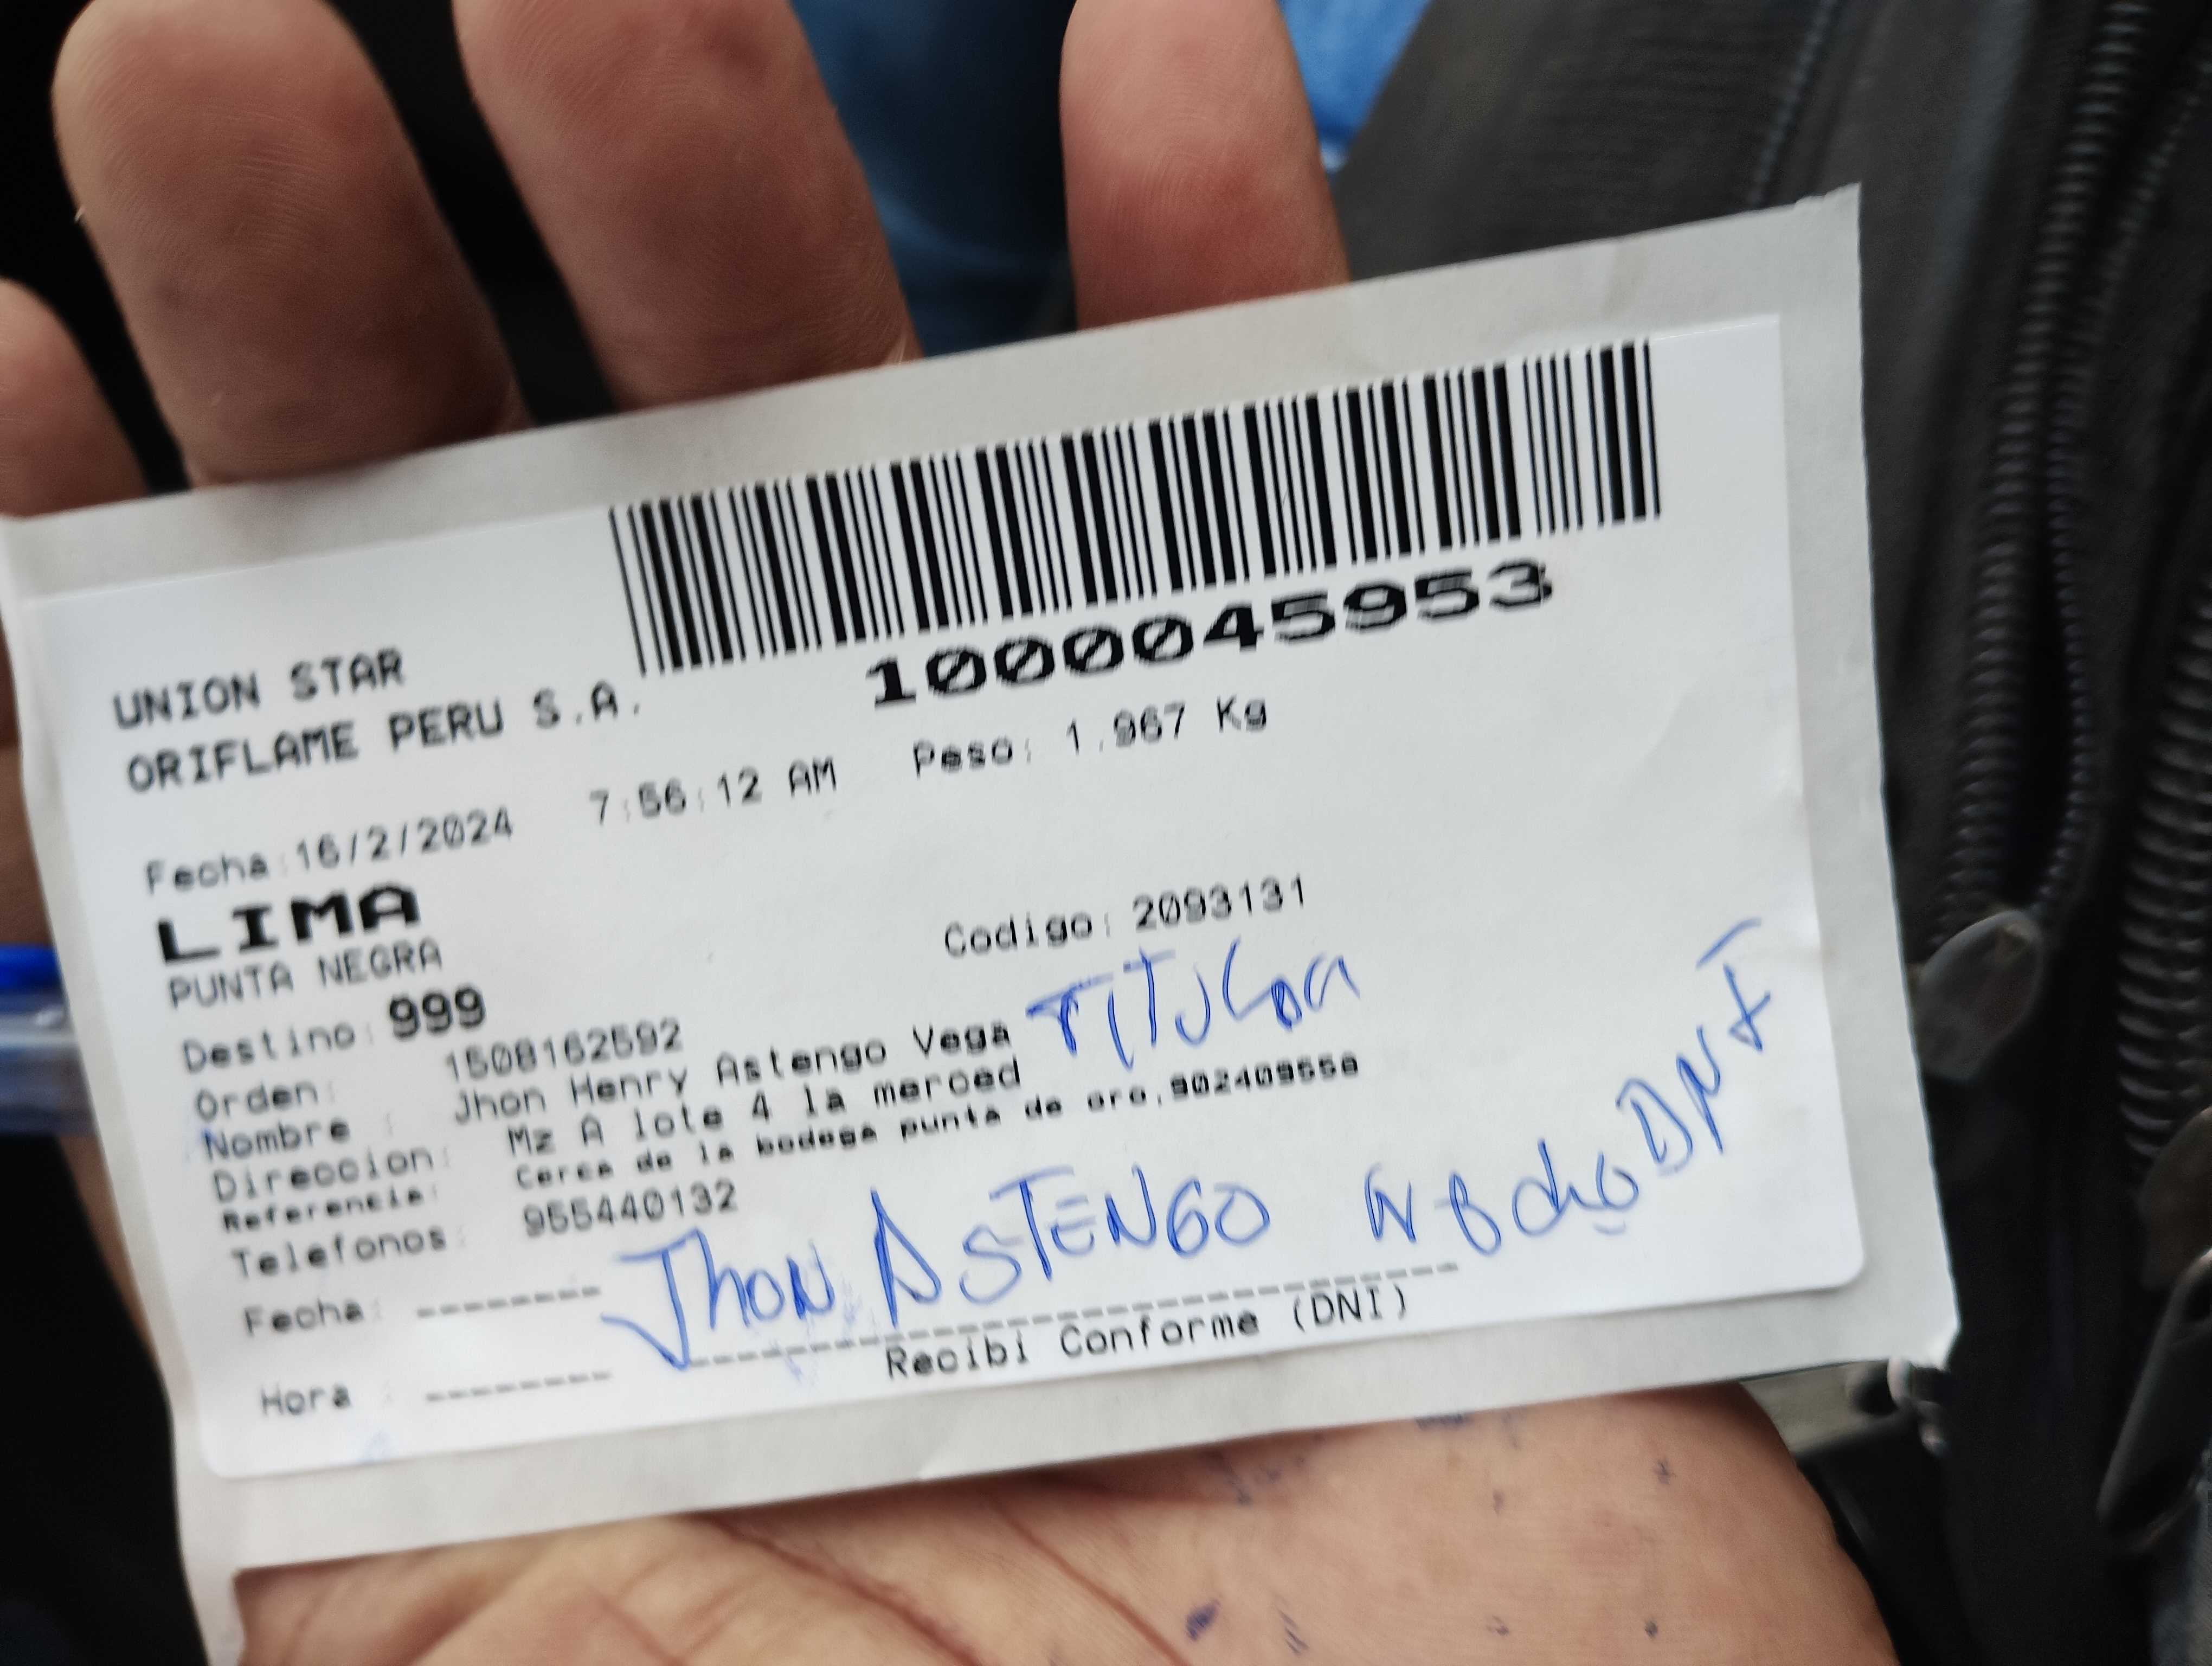 1000045953
UNION STAR
ORIFLAME PERU S.A.
Fecha:16/2/2024 7:56:12 AM Peso: 1.967 Kg
LIMA
PUNTA NEGRA Codigo: 2093131
Destino: 999
Orden: 1508162592
Nombre : Jhon Henry Astengo Vega TITULAR
Direccion: Mz A lote 4 la merced
Referencia: Cerca de la bodega punta de oro,902409558
Telefonos: 955440132
Fecha: JhON ASTENGO DNI
Hora : Recibi Conforme (DNI)